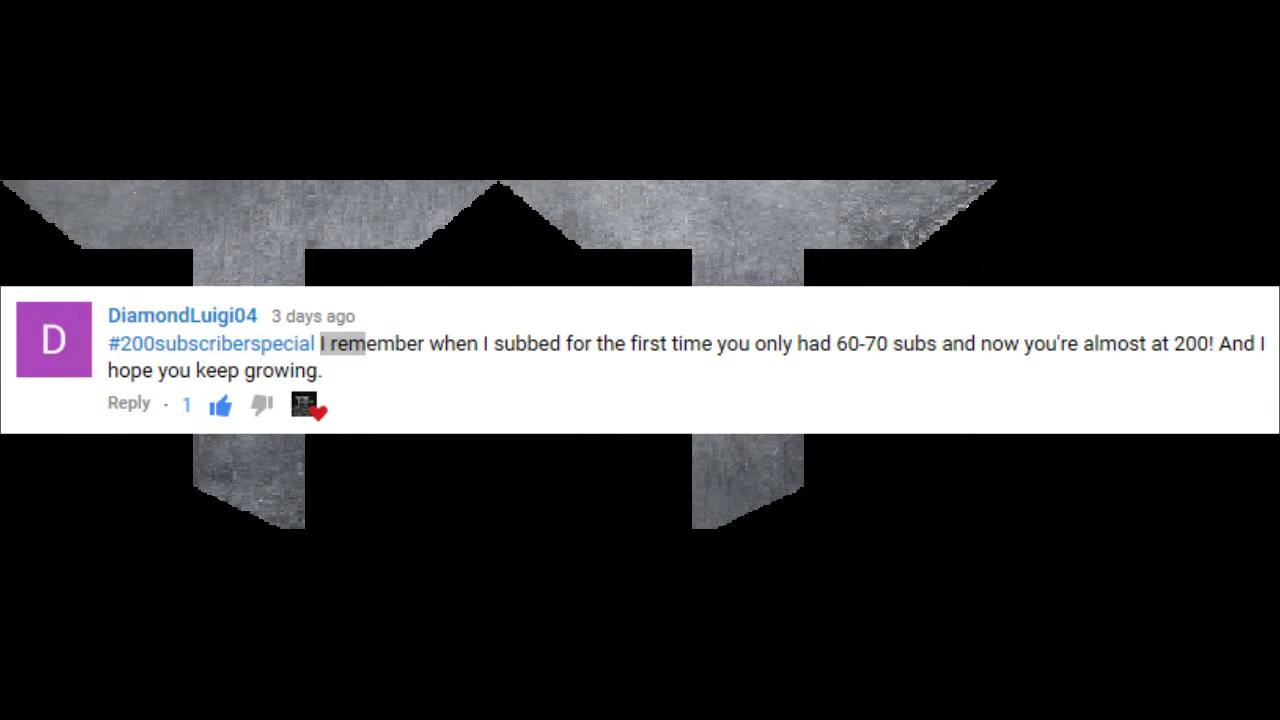 D
DiamondLuigi04 3 days ago
#200subscriberspecial I remember when I subbed for the first time you only had 60-70 subs and now you're almost at 200! And I
hope you keep growing.
Reply · 1
TT